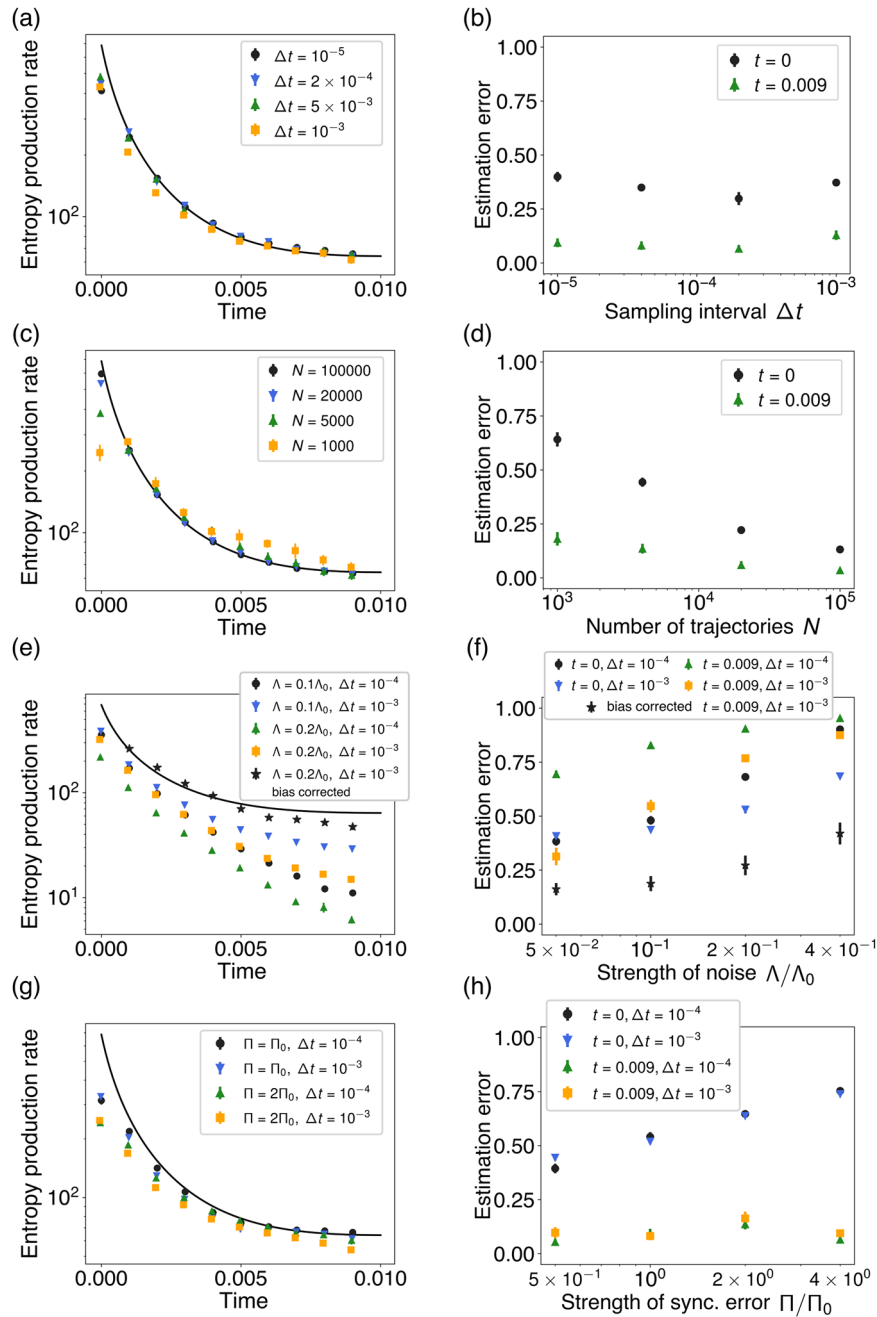 (a)
Entropy production rate
10²
Δt = 10⁻⁵
Δt = 2 × 10⁻⁴
Δt = 5 × 10⁻³
Δt = 10⁻³
0.000 0.005 0.010
Time
(b)
Estimation error
1.00
0.75
0.50
0.25
0.00
t = 0
t = 0.009
10⁻⁵ 10⁻⁴ 10⁻³
Sampling interval Δt
(c)
Entropy production rate
10²
N = 100000
N = 20000
N = 5000
N = 1000
0.000 0.005 0.010
Time
(d)
Estimation error
1.00
0.75
0.50
0.25
0.00
t = 0
t = 0.009
10³ 10⁴ 10⁵
Number of trajectories N
(e)
Entropy production rate
10²
10¹
Λ = 0.1Λ₀, Δt = 10⁻⁴
Λ = 0.1Λ₀, Δt = 10⁻³
Λ = 0.2Λ₀, Δt = 10⁻⁴
Λ = 0.2Λ₀, Δt = 10⁻³
Λ = 0.2Λ₀, Δt = 10⁻³
bias corrected
0.000 0.005 0.010
Time
(f)
t = 0, Δt = 10⁻⁴ t = 0.009, Δt = 10⁻⁴
t = 0, Δt = 10⁻³ t = 0.009, Δt = 10⁻³
bias corrected t = 0.009, Δt = 10⁻³
Estimation error
1.00
0.75
0.50
0.25
0.00
5 × 10⁻² 10⁻¹ 2 × 10⁻¹ 4 × 10⁻¹
Strength of noise Λ/Λ₀
(g)
Entropy production rate
10²
Π = Π₀, Δt = 10⁻⁴
Π = Π₀, Δt = 10⁻³
Π = 2Π₀, Δt = 10⁻⁴
Π = 2Π₀, Δt = 10⁻³
0.000 0.005 0.010
Time
(h)
t = 0, Δt = 10⁻⁴
t = 0, Δt = 10⁻³
t = 0.009, Δt = 10⁻⁴
t = 0.009, Δt = 10⁻³
Estimation error
1.00
0.75
0.50
0.25
0.00
5 × 10⁻¹ 10⁰ 2 × 10⁰ 4 × 10⁰
Strength of sync. error Π/Π₀